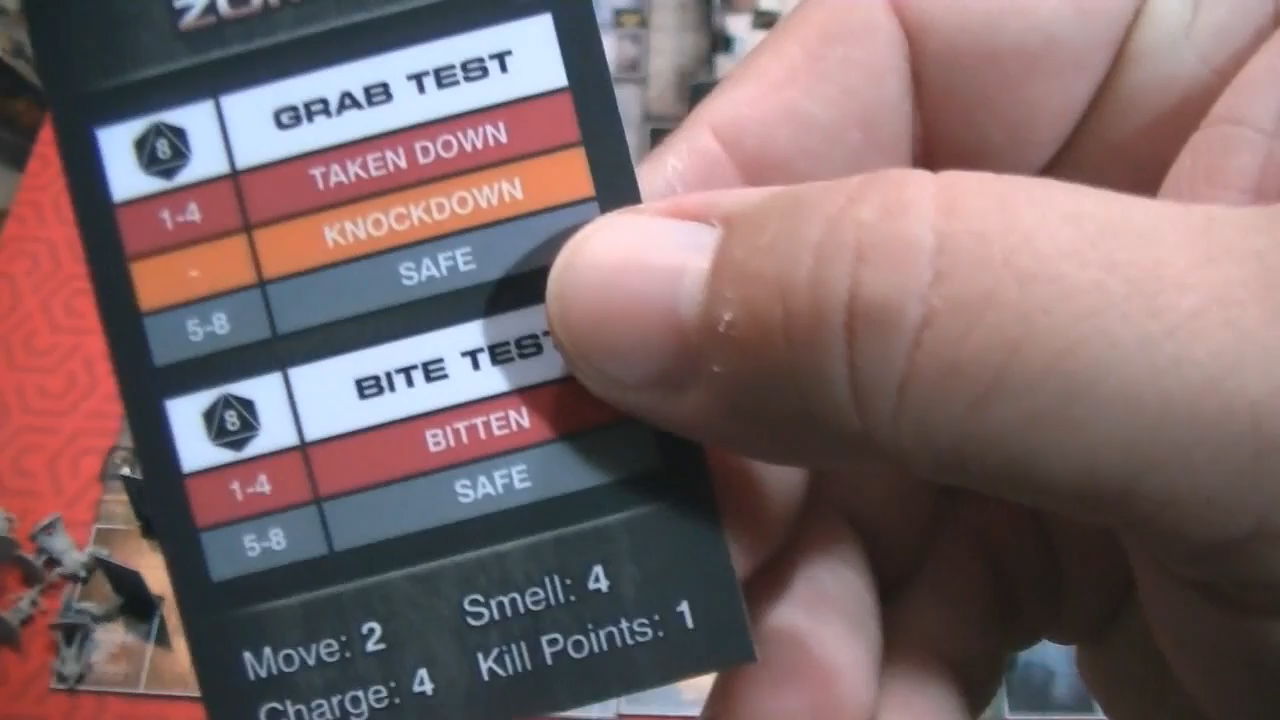 GRAB TEST
8
TAKEN DOWN
1-4
KNOCKDOWN
-
SAFE
5-8
BITE TEST
8
BITTEN
1-4
SAFE
5-8
Move: 2
Smell: 4
Charge: 4
Kill Points: 1